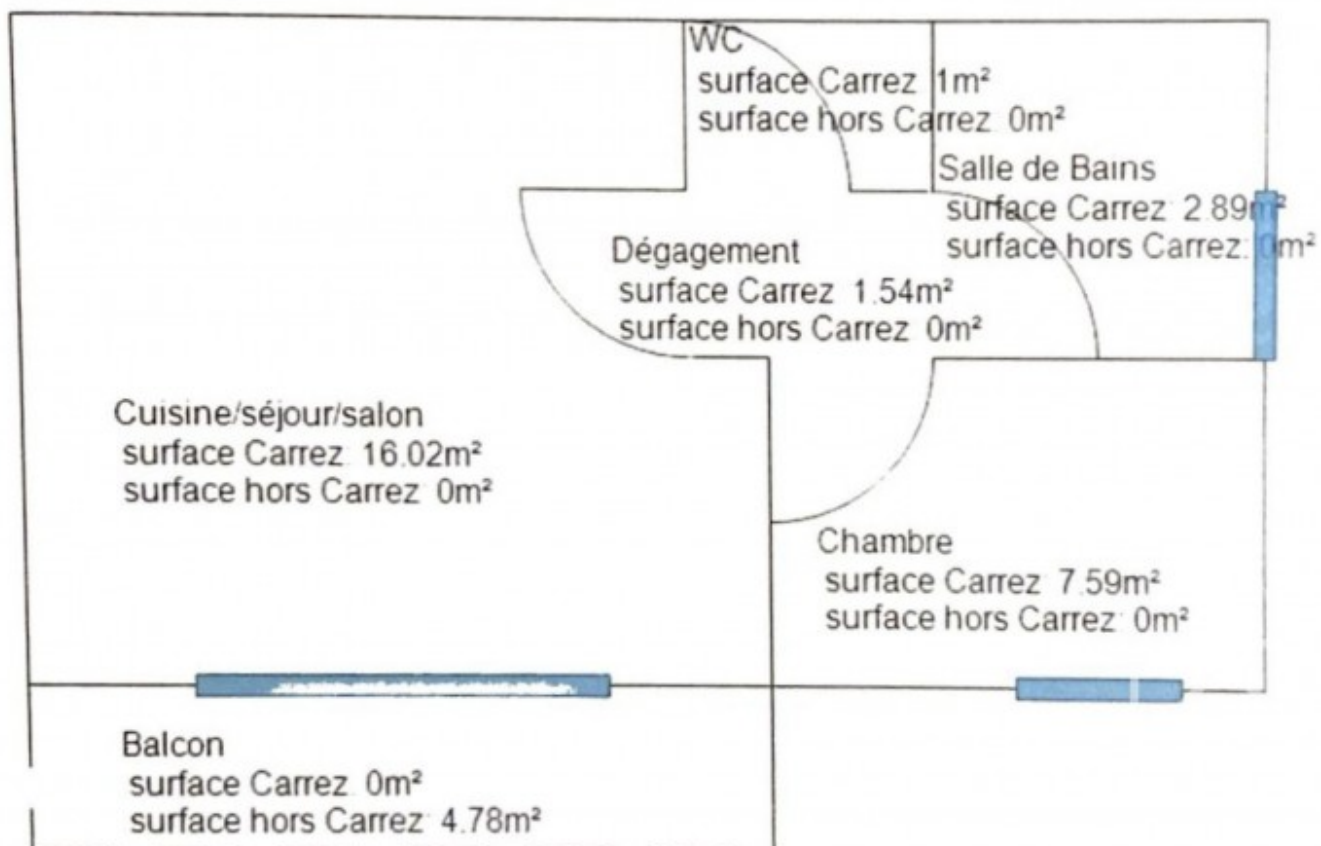 WC
surface Carrez 1m²
surface hors Carrez 0m²
Salle de Bains
surface Carrez: 2.89m²
surface hors Carrez: 0m²
Dégagement
surface Carrez 1.54m²
surface hors Carrez 0m²
Cuisine/séjour/salon
surface Carrez 16.02m²
surface hors Carrez 0m²
Chambre
surface Carrez 7.59m²
surface hors Carrez 0m²
Balcon
surface Carrez 0m²
surface hors Carrez 4.78m²